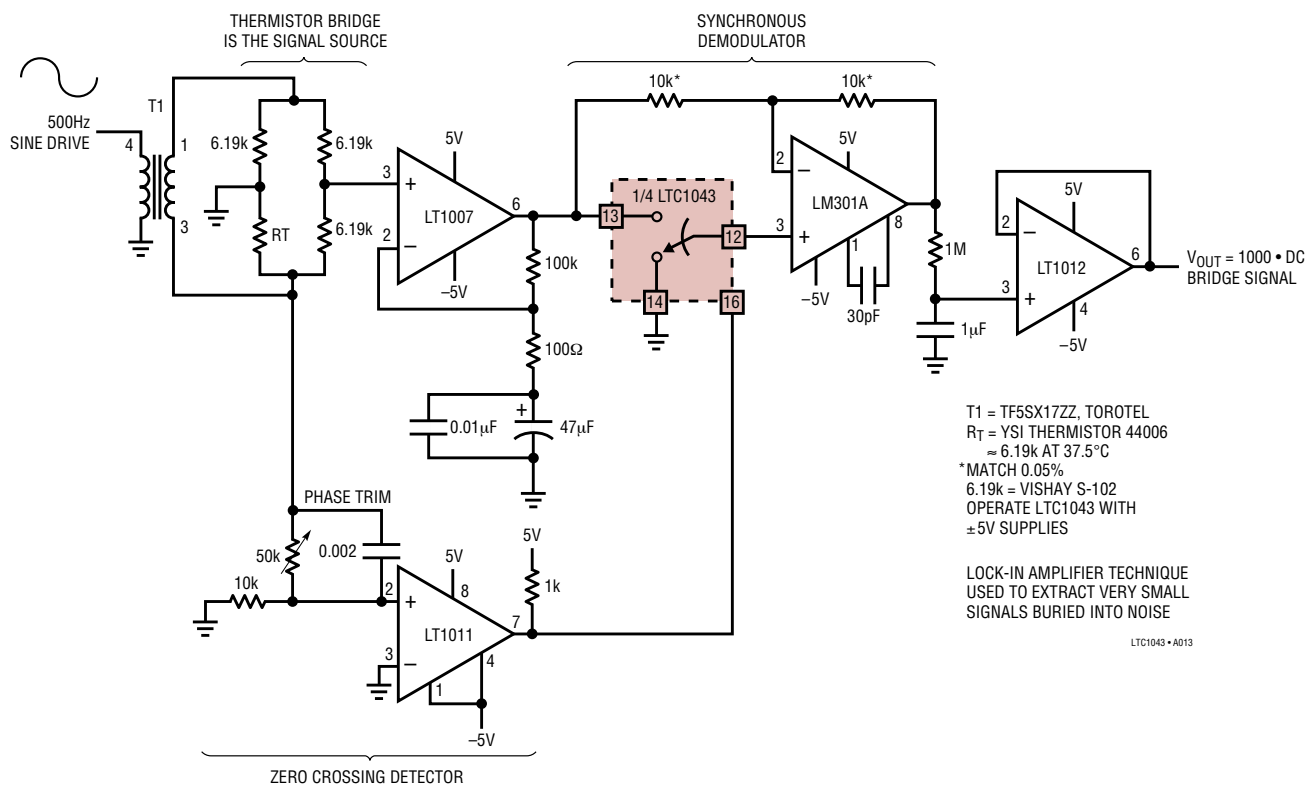 THERMISTOR BRIDGE
IS THE SIGNAL SOURCE
SYNCHRONOUS
DEMODULATOR
500Hz
SINE DRIVE
T1
4
1
3
6.19k
6.19k
RT
6.19k
5V
3
+
2
–
LT1007
6
–5V
100k
100Ω
0.01µF
+
47µF
10k*
10k*
1/4 LTC1043
13
12
14
16
5V
2
–
3
+
LM301A
1
8
–5V
30pF
1M
1µF
5V
2
–
LT1012
6
3
+
4
–5V
VOUT = 1000 • DC
BRIDGE SIGNAL
PHASE TRIM
50k
0.002
10k
5V
2
+
8
LT1011
3
–
1
4
7
–5V
5V
1k
ZERO CROSSING DETECTOR
T1 = TF5SX17ZZ, TOROTEL
RT = YSI THERMISTOR 44006
≈ 6.19k AT 37.5°C
*MATCH 0.05%
6.19k = VISHAY S-102
OPERATE LTC1043 WITH
±5V SUPPLIES
LOCK-IN AMPLIFIER TECHNIQUE
USED TO EXTRACT VERY SMALL
SIGNALS BURIED INTO NOISE
LTC1043 • A013